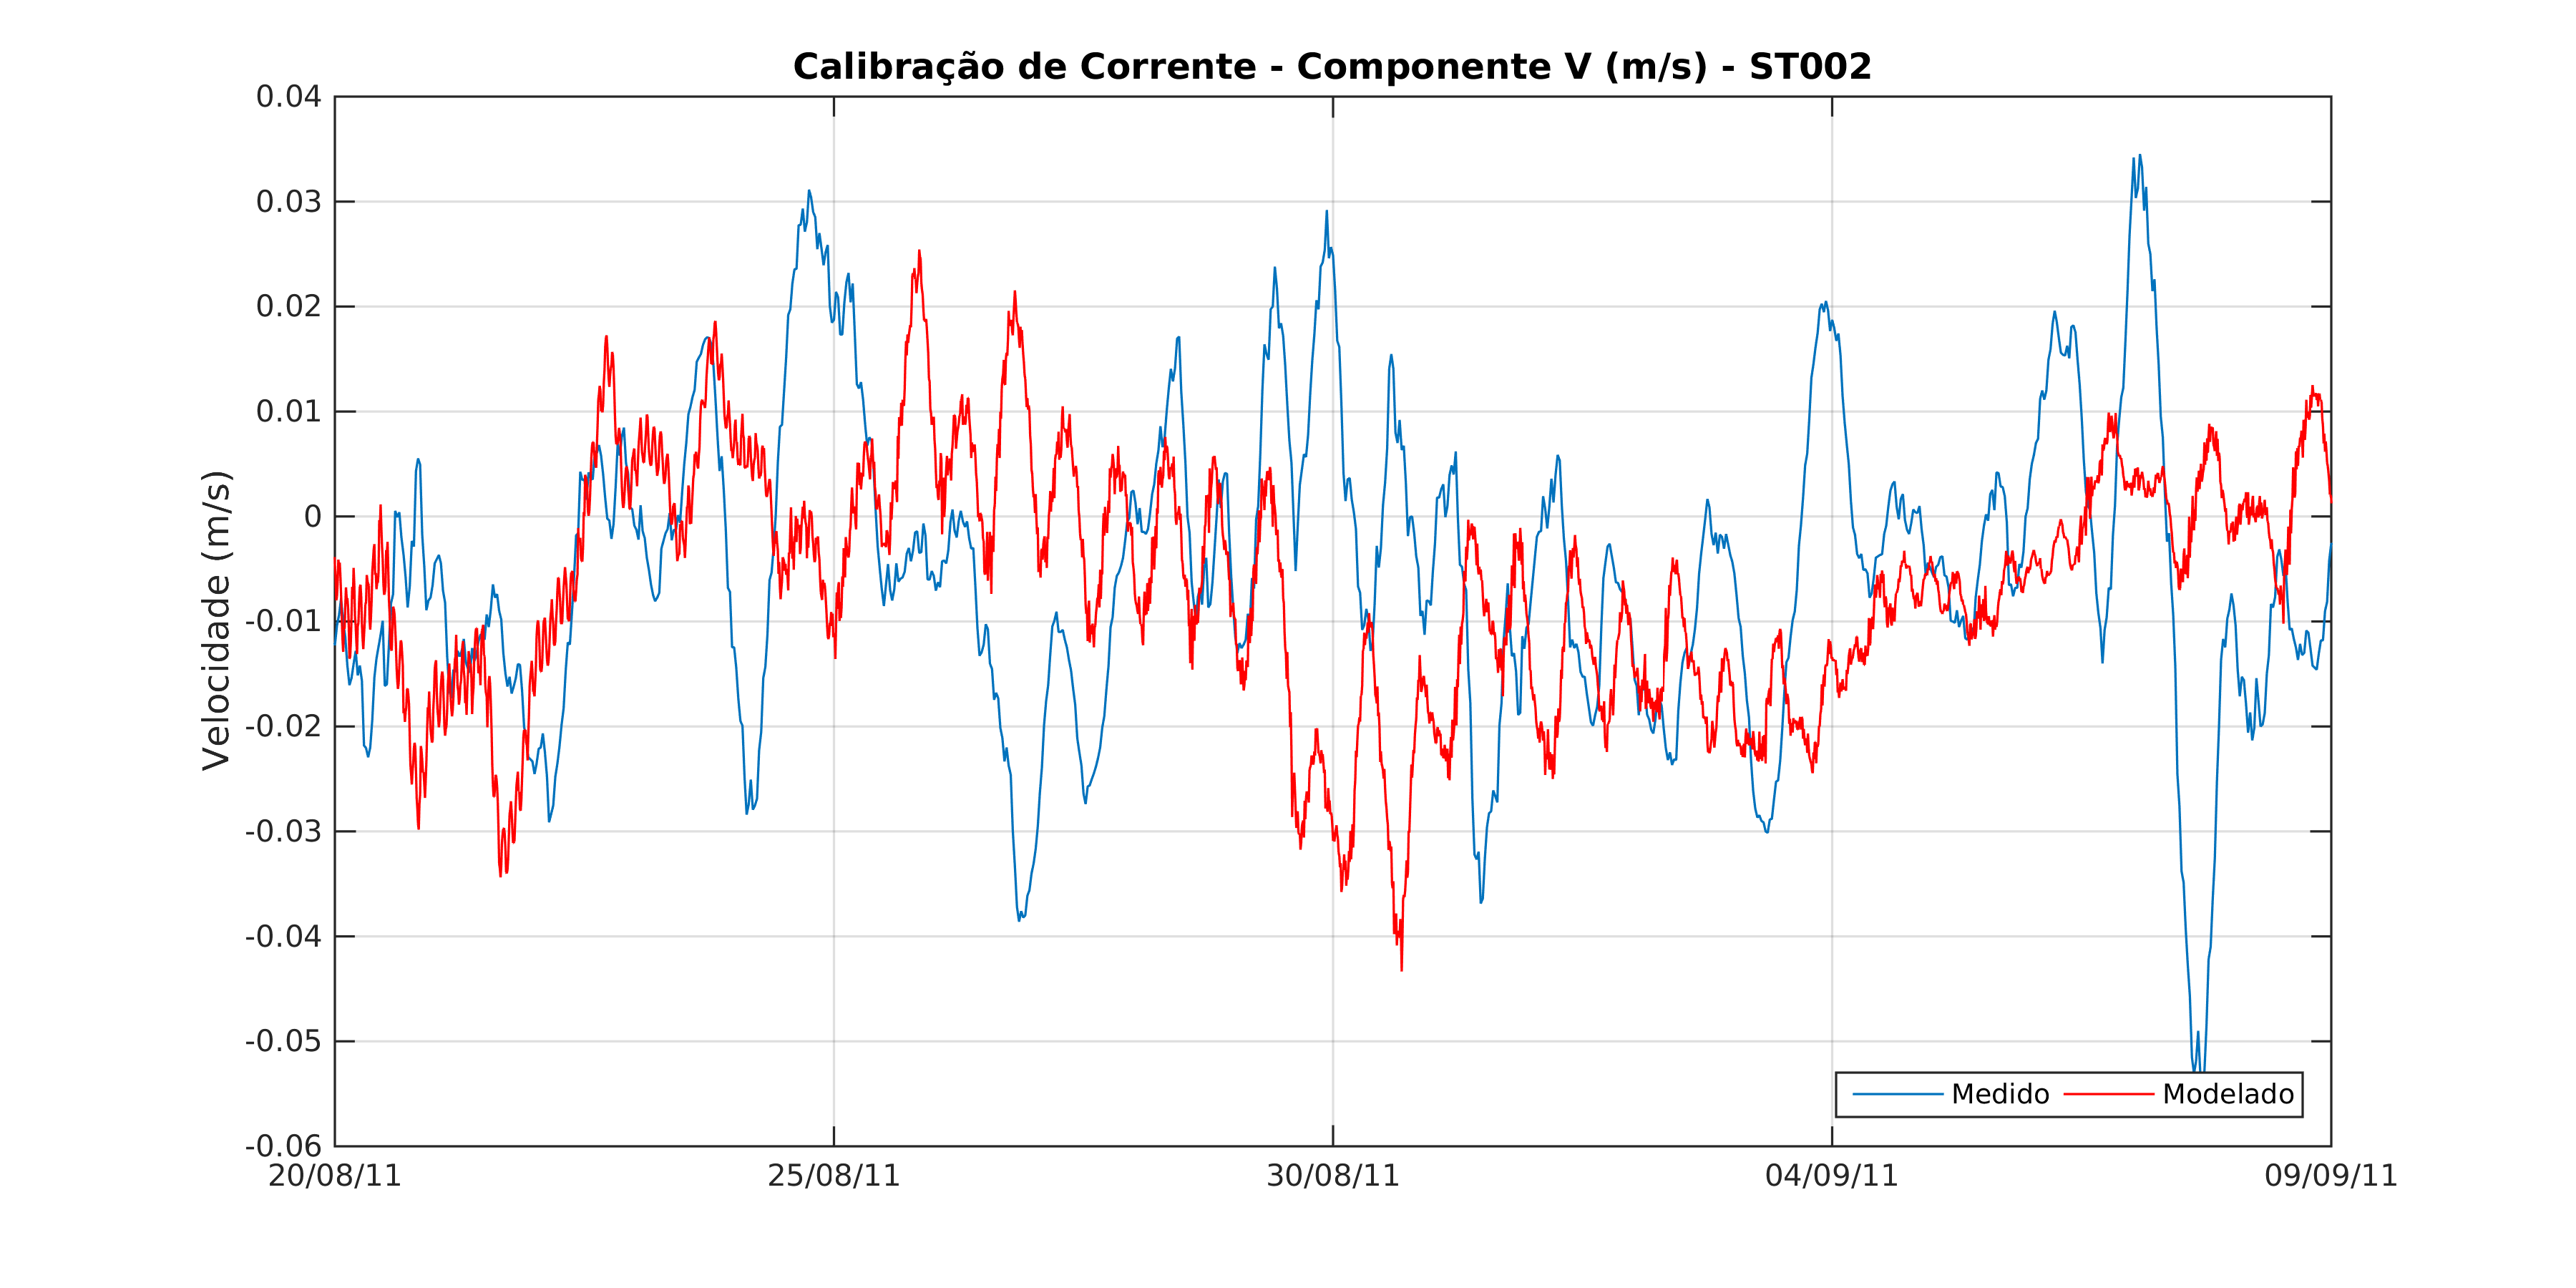 Calibração de Corrente - Componente V (m/s) - ST002
0.04
0.03
0.02
0.01
0
-0.01
-0.02
-0.03
-0.04
-0.05
-0.06
Velocidade (m/s)
Medido Modelado
20/08/11 25/08/11 30/08/11 04/09/11 09/09/11